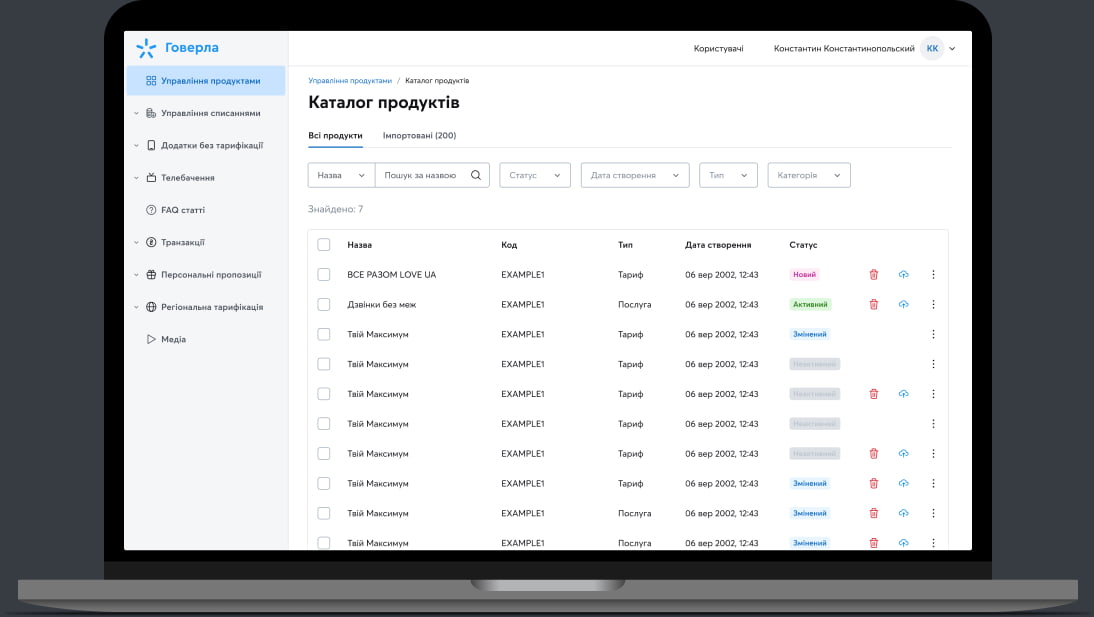 Говерла
Користувачі
Константин Константинопольский
КК
Управління продуктами
Управління списаннями
Додатки без тарифікації
Телебачення
FAQ статті
Транзакції
Персональні пропозиції
Регіональна тарифікація
Медіа
Управління продуктами / Каталог продуктів
Каталог продуктів
Всі продукти Імпортовані (200)
Назва Пошук за назвою Статус Дата створення Тип Категорія
Знайдено: 7
Назва Код Тип Дата створення Статус
ВСЕ РАЗОМ LOVE UA EXAMPLE1 Тариф 06 вер 2002, 12:43 Новий
Дзвінки без меж EXAMPLE1 Послуга 06 вер 2002, 12:43 Активний
Твій Максимум EXAMPLE1 Тариф 06 вер 2002, 12:43 Змінений
Твій Максимум EXAMPLE1 Тариф 06 вер 2002, 12:43 Неактивний
Твій Максимум EXAMPLE1 Тариф 06 вер 2002, 12:43 Неактивний
Твій Максимум EXAMPLE1 Тариф 06 вер 2002, 12:43 Неактивний
Твій Максимум EXAMPLE1 Тариф 06 вер 2002, 12:43 Неактивний
Твій Максимум EXAMPLE1 Тариф 06 вер 2002, 12:43 Змінений
Твій Максимум EXAMPLE1 Послуга 06 вер 2002, 12:43 Змінений
Твій Максимум EXAMPLE1 Послуга 06 вер 2002, 12:43 Змінений